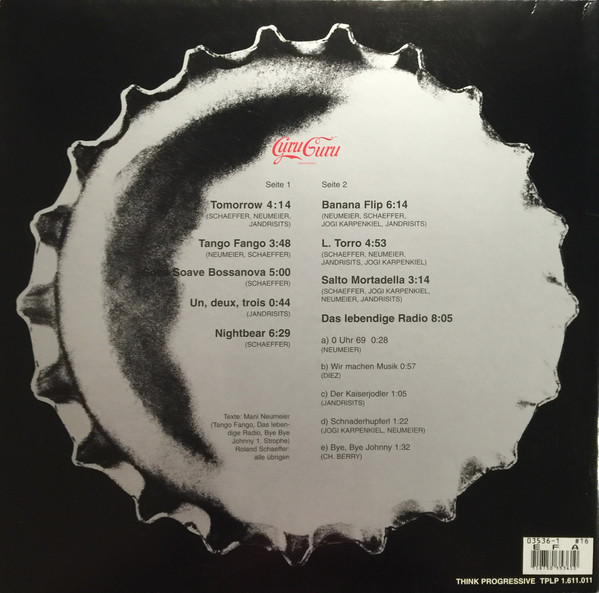 Guru Guru
Seite 1
Tomorrow 4:14
(SCHAEFFER, NEUMEIER,
JANDRISITS)
Tango Fango 3:48
(NEUMEIER, SCHAEFFER)
Soave Bossanova 5:00
(SCHAEFFER)
Un, deux, trois 0:44
(JANDRISITS)
Nightbear 6:29
(SCHAEFFER)
Texte: Mani Neumeier
(Tango Fango, Das leben-
dige Radio, Bye Bye
Johnny 1. Strophe)
Roland Schaeffer:
alle übrigen
Seite 2
Banana Flip 6:14
(NEUMEIER, SCHAEFFER,
JOGI KARPENKIEL, JANDRISITS)
L. Torro 4:53
(SCHAEFFER, NEUMEIER,
JANDRISITS, JOGI KARPENKIEL)
Salto Mortadella 3:14
(SCHAEFFER, JOGI KARPENKIEL,
NEUMEIER, JANDRISITS)
Das lebendige Radio 8:05
a) 0 Uhr 69 0:28
(NEUMEIER)
b) Wir machen Musik 0:57
(DIEZ)
c) Der Kaiserjodler 1:05
(JANDRISITS)
d) Schnaderhupferl 1:22
(JOGI KARPENKIEL, NEUMEIER)
e) Bye, Bye Johnny 1:32
(CH. BERRY)
03536-1 #16
E F A
THINK PROGRESSIVE TPLP 1.611.011